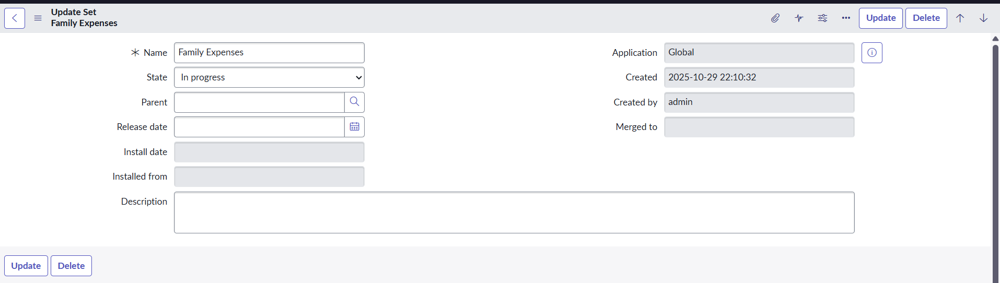 Update Set
Family Expenses
Update Delete
Name Family Expenses
State In progress
Parent
Release date
Install date
Installed from
Description
Application Global
Created 2025-10-29 22:10:32
Created by admin
Merged to
Update Delete